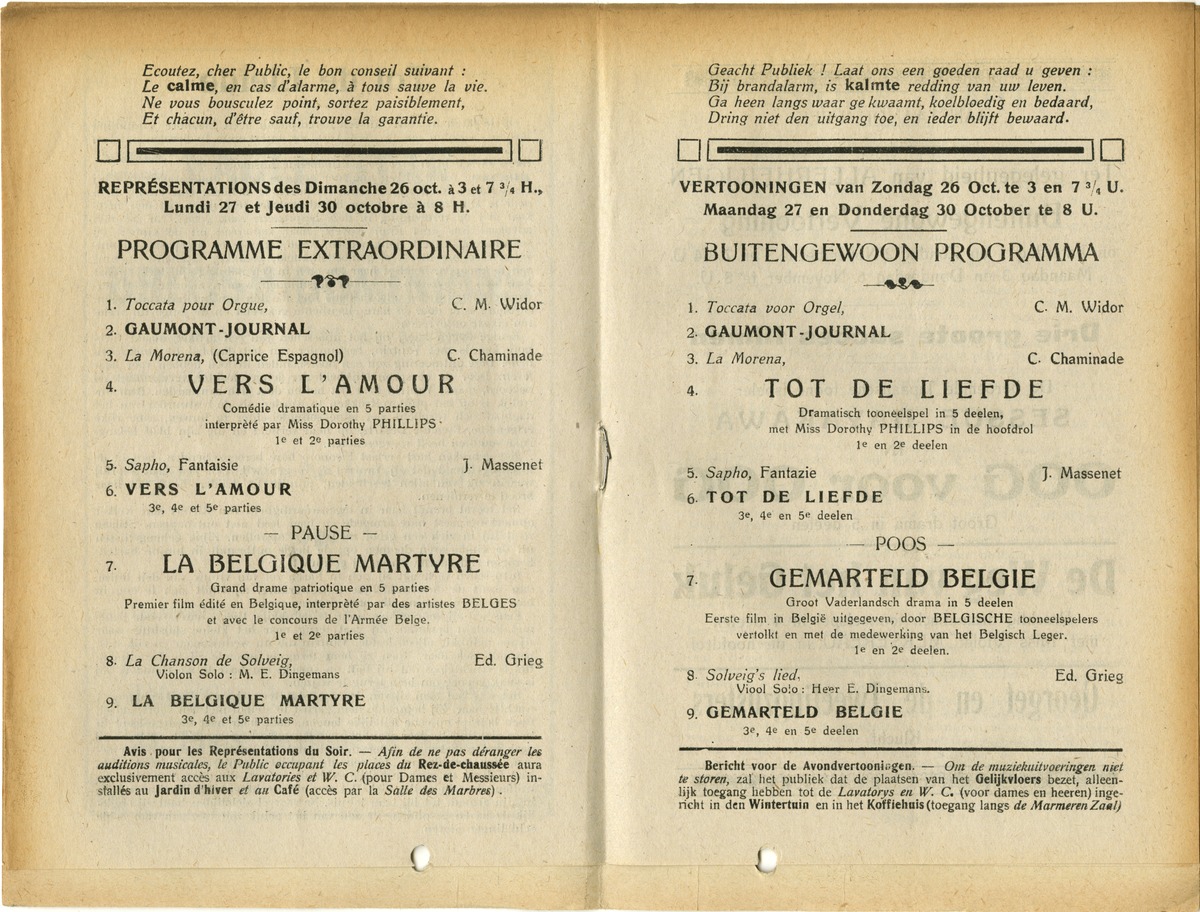 Ecoutez, cher Public, le bon conseil suivant :
Le calme, en cas d'alarme, à tous sauve la vie.
Ne vous bousculez point, sortez paisiblement,
Et chacun, d'être sauf, trouve la garantie.
REPRÉSENTATIONS des Dimanche 26 oct. à 3 et 7 3/4 H.,
Lundi 27 et Jeudi 30 octobre à 8 H.
PROGRAMME EXTRAORDINAIRE
1. Toccata pour Orgue, C. M. Widor
2. GAUMONT-JOURNAL
3. La Morena, (Caprice Espagnol) C. Chaminade
4. VERS L'AMOUR
Comédie dramatique en 5 parties
interprèté par Miss Dorothy PHILLIPS
1e et 2e parties
5. Sapho, Fantaisie J. Massenet
6. VERS L'AMOUR
3e, 4e et 5e parties
— PAUSE —
7. LA BELGIQUE MARTYRE
Grand drame patriotique en 5 parties
Premier film édité en Belgique, interprèté par des artistes BELGES
et avec le concours de l'Armée Belge.
1e et 2e parties
8. La Chanson de Solveig, Ed. Grieg
Violon Solo : M. E. Dingemans
9. LA BELGIQUE MARTYRE
3e, 4e et 5e parties
Avis pour les Représentations du Soir. — Afin de ne pas déranger les
auditions musicales, le Public occupant les places du Rez-de-chaussée aura
exclusivement accès aux Lavatories et W. C. (pour Dames et Messieurs) in-
stallés au Jardin d'hiver et au Café (accès par la Salle des Marbres) .
Geacht Publiek ! Laat ons een goeden raad u geven :
Bij brandalarm, is kalmte redding van uw leven.
Ga heen langs waar ge kwaamt, koelbloedig en bedaard,
Dring niet den uitgang toe, en ieder blijft bewaard.
VERTOONINGEN van Zondag 26 Oct. te 3 en 7 3/4 U.
Maandag 27 en Donderdag 30 October te 8 U.
BUITENGEWOON PROGRAMMA
1. Toccata voor Orgel, C. M. Widor
2. GAUMONT-JOURNAL
3. La Morena, C. Chaminade
4. TOT DE LIEFDE
Dramatisch tooneelspel in 5 deelen,
met Miss Dorothy PHILLIPS in de hoofdrol
1e en 2e deelen
5. Sapho, Fantazie J. Massenet
6. TOT DE LIEFDE
3e, 4e en 5e deelen
— POOS —
7. GEMARTELD BELGIE
Groot Vaderlandsch drama in 5 deelen
Eerste film in België uitgegeven, door BELGISCHE tooneelspelers
vertolkt en met de medewerking van het Belgisch Leger.
1e en 2e deelen.
8. Solveig's lied, Ed. Grieg
Viool Solo : Heer E. Dingemans.
9. GEMARTELD BELGIE
3e, 4e en 5e deelen
Bericht voor de Avondvertooningen. — Om de muziekuitvoeringen niet
te storen, zal het publiek dat de plaatsen van het Gelijkvloers bezet, alleen-
lijk toegang hebben tot de Lavatorys en W. C. (voor dames en heeren) inge-
richt in den Wintertuin en in het Koffiehuis (toegang langs de Marmeren Zaal)